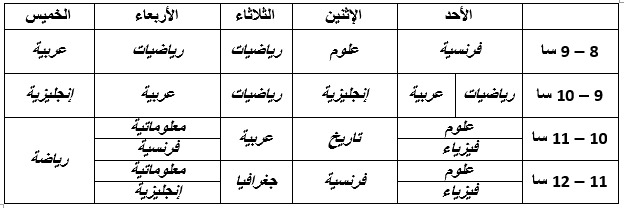 الأحد الإثنين الثلاثاء الأربعاء الخميس
8 – 9 سا فرنسية علوم رياضيات رياضيات عربية
9 – 10 سا رياضيات عربية إنجليزية رياضيات عربية إنجليزية
10 – 11 سا علوم تاريخ عربية معلوماتية رياضة
فيزياء فرنسية
11 – 12 سا علوم فرنسية جغرافيا معلوماتية
فيزياء إنجليزية